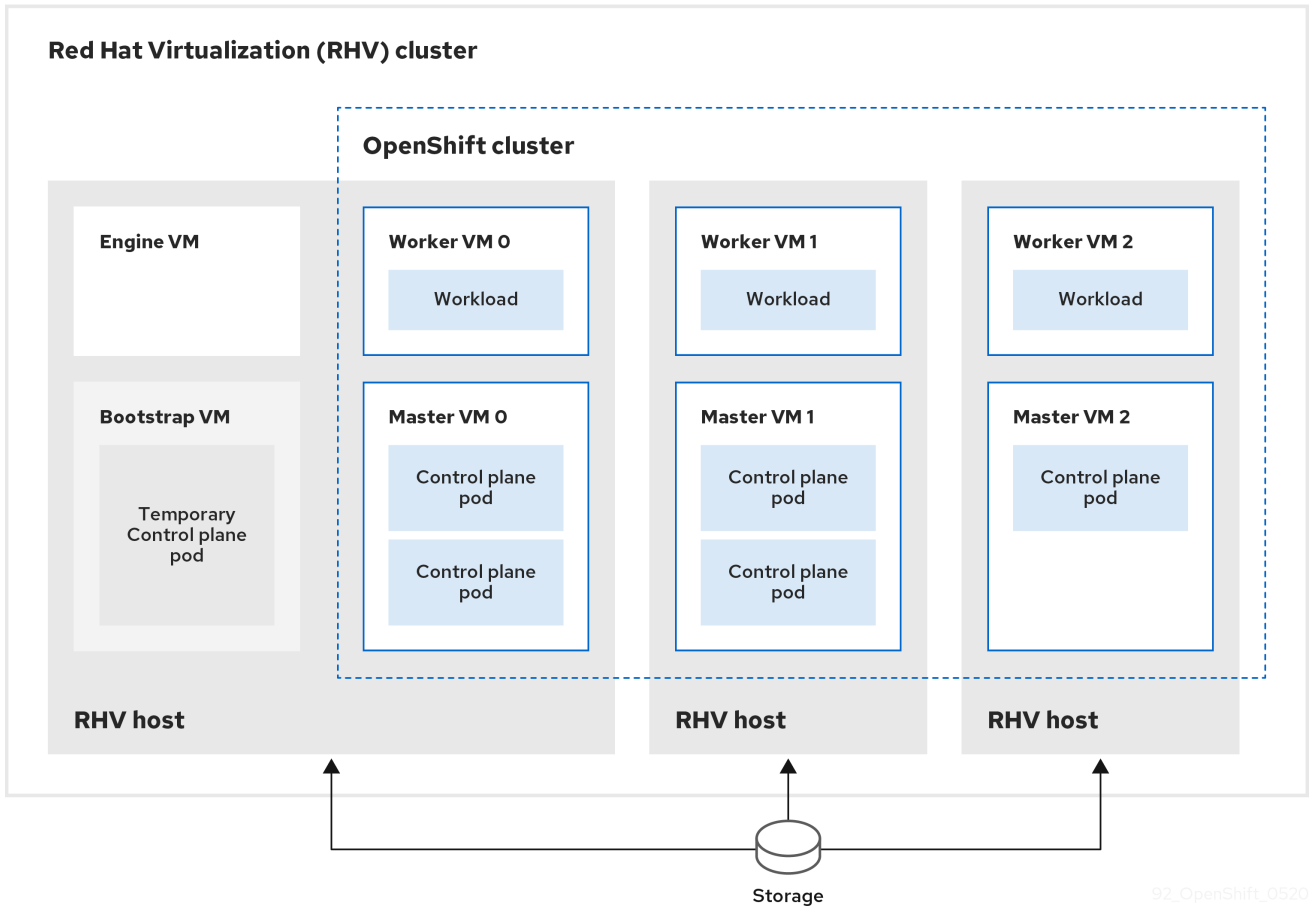 Red Hat Virtualization (RHV) cluster
OpenShift cluster
Engine VM
Worker VM 0
Workload
Worker VM 1
Workload
Worker VM 2
Workload
Bootstrap VM
Temporary
Control plane
pod
Master VM 0
Control plane
pod
Control plane
pod
Master VM 1
Control plane
pod
Control plane
pod
Master VM 2
Control plane
pod
RHV host
RHV host
RHV host
Storage
92_OpenShift_0520